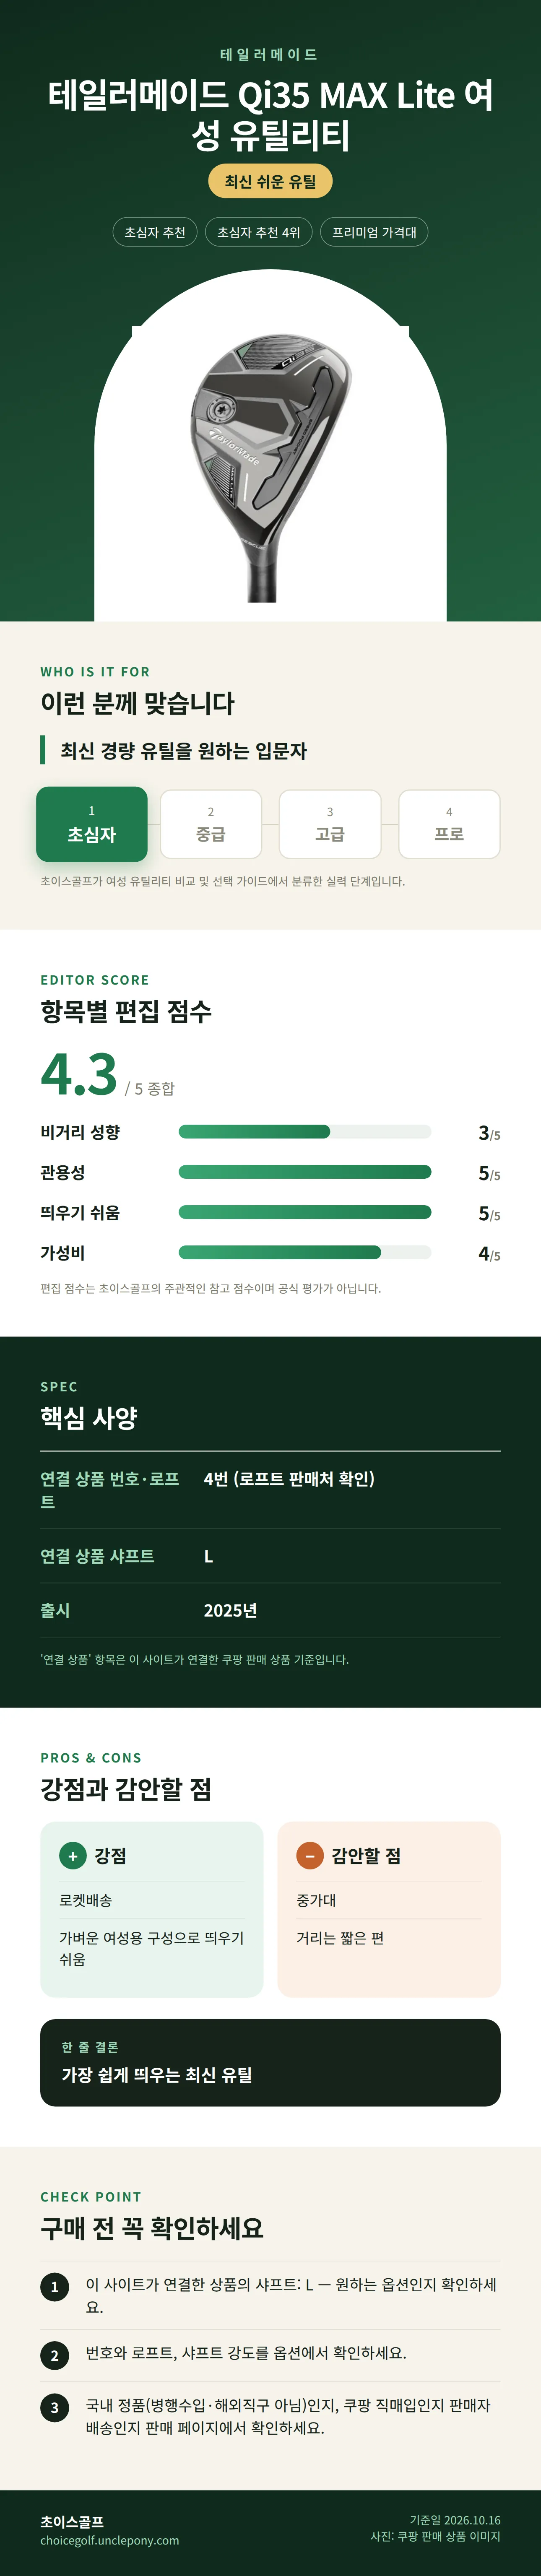 테일러메이드
테일러메이드 Qi35 MAX Lite 여
성 유틸리티
최신 쉬운 유틸
초심자 추천
초심자 추천 4위
프리미엄 가격대
Qi35
TaylorMade
WHO IS IT FOR
이런 분께 맞습니다
최신 경량 유틸을 원하는 입문자
1
초심자
2
중급
3
고급
4
프로
초이스골프가 여성 유틸리티 비교 및 선택 가이드에서 분류한 실력 단계입니다.
EDITOR SCORE
항목별 편집 점수
4.3 / 5 종합
비거리 성향 3/5
관용성 5/5
띄우기 쉬움 5/5
가성비 4/5
편집 점수는 초이스골프의 주관적인 참고 점수이며 공식 평가가 아닙니다.
SPEC
핵심 사양
연결 상품 번호·로프
트
4번 (로프트 판매처 확인)
연결 상품 샤프트 L
출시 2025년
'연결 상품' 항목은 이 사이트가 연결한 쿠팡 판매 상품 기준입니다.
PROS & CONS
강점과 감안할 점
+ 강점
로켓배송
가벼운 여성용 구성으로 띄우기
쉬움
− 감안할 점
중가대
거리는 짧은 편
한 줄 결론
가장 쉽게 띄우는 최신 유틸
CHECK POINT
구매 전 꼭 확인하세요
1 이 사이트가 연결한 상품의 샤프트: L — 원하는 옵션인지 확인하세
요.
2 번호와 로프트, 샤프트 강도를 옵션에서 확인하세요.
3 국내 정품(병행수입·해외직구 아님)인지, 쿠팡 직매입인지 판매자
배송인지 판매 페이지에서 확인하세요.
초이스골프
choicegolf.unclepony.com
기준일 2026.10.16
사진: 쿠팡 판매 상품 이미지